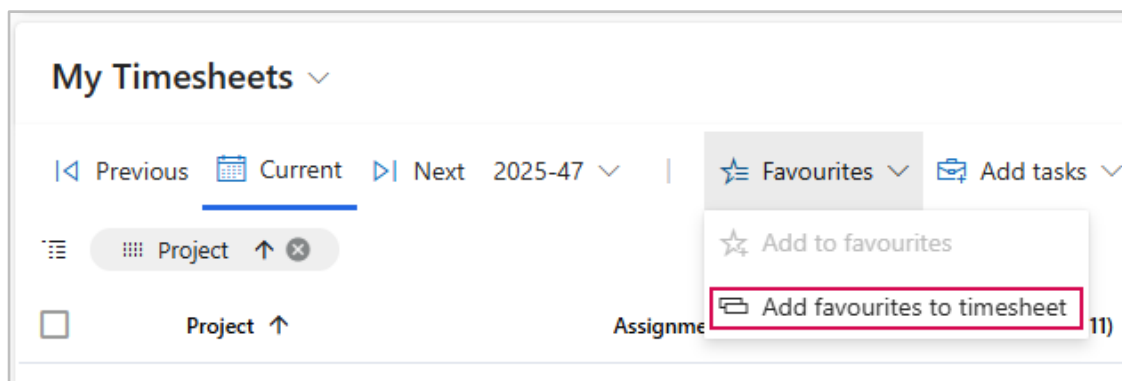 My Timesheets
Previous Current Next 2025-47 | Favourites Add tasks
Project
Add to favourites
Add favourites to timesheet
Project Assignme 11)